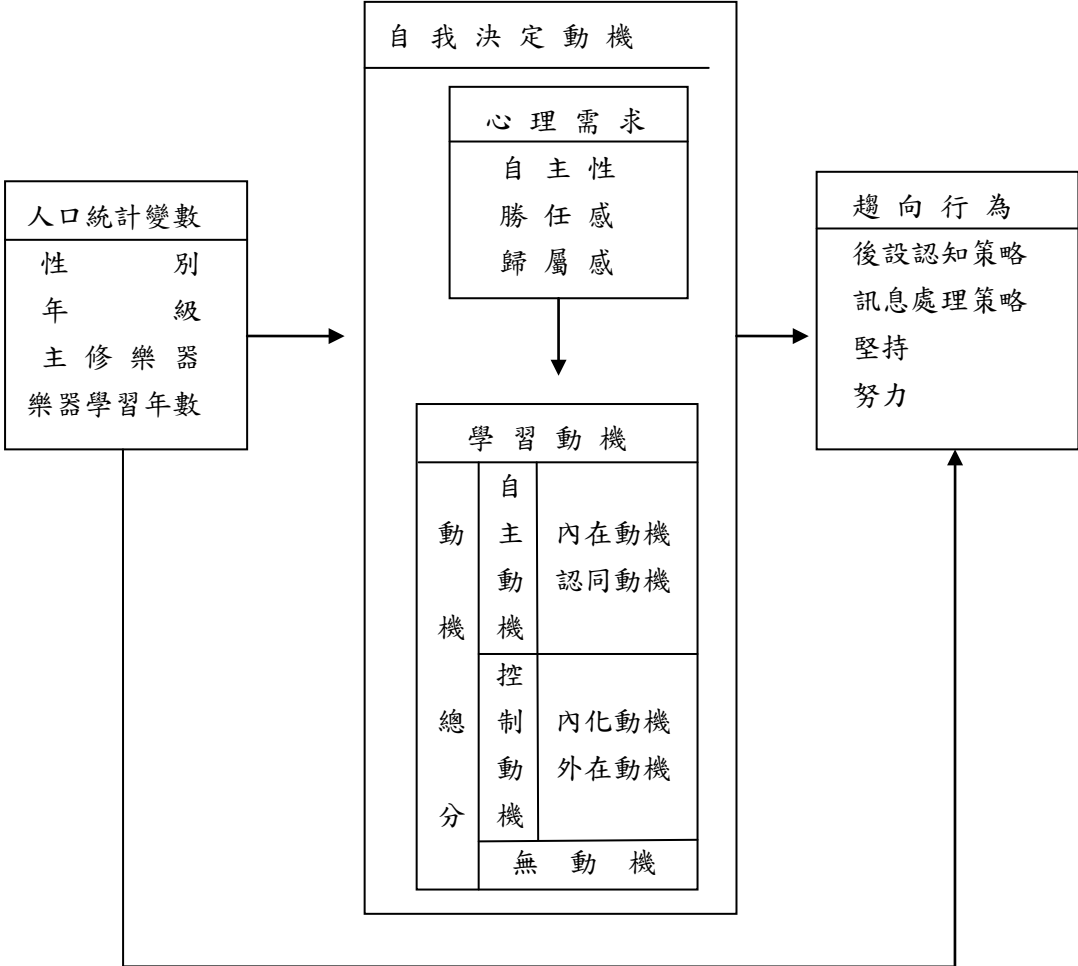 自我決定動機
心理需求
自主性
勝任感
歸屬感
人口統計變數
性別
年級
主修樂器
樂器學習年數
趨向行為
後設認知策略
訊息處理策略
堅持
努力
學習動機
動機總分
自主動機
內在動機
認同動機
控制動機
內化動機
外在動機
無動機